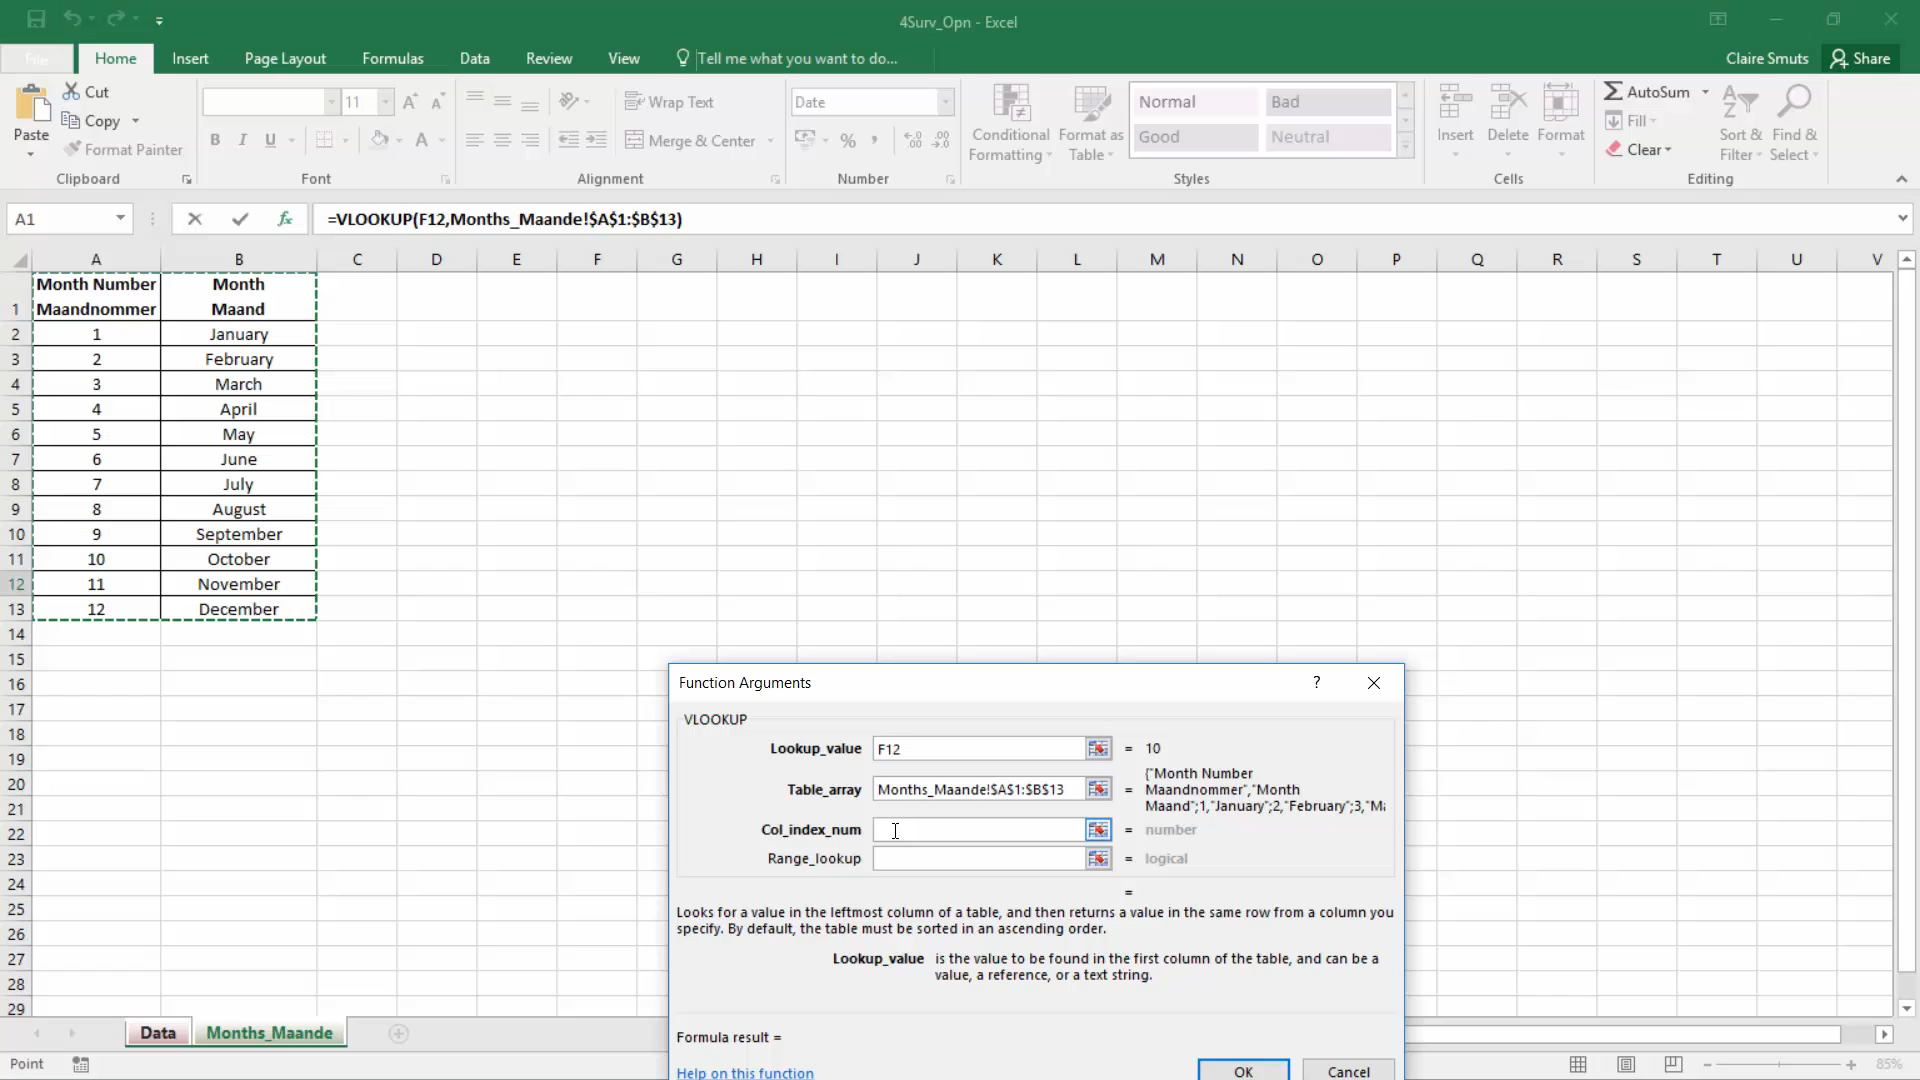 4Surv_Opn - Excel
File Home Insert Page Layout Formulas Data Review View Tell me what you want to do... Claire Smuts Share
Paste
Cut
Copy
Format Painter
Clipboard
11
A A
B I U A
Font
Wrap Text
Merge & Center
Alignment
Date
%
Number
Conditional Formatting
Format as Table
Normal Bad
Good Neutral
Styles
Insert Delete Format
Cells
AutoSum
Fill
Clear
Sort & Filter
Find & Select
Editing
A1 fx =VLOOKUP(F12,Months_Maande!$A$1:$B$13)
A B C D E F G H I J K L M N O P Q R S T U V
Month Number Month
1 Maandnommer Maand
2 1 January
3 2 February
4 3 March
5 4 April
6 5 May
7 6 June
8 7 July
9 8 August
10 9 September
11 10 October
12 11 November
13 12 December
14
15
16
17
18
19
20
21
22
23
24
25
26
27
28
29
Function Arguments ?
VLOOKUP
Lookup_value F12 = 10
Table_array Months_Maande!$A$1:$B$13 = {"Month Number
Maandnommer","Month
Maand";1,"January";2,"February";3,"Ma
Col_index_num = number
Range_lookup = logical
=
Looks for a value in the leftmost column of a table, and then returns a value in the same row from a column you
specify. By default, the table must be sorted in an ascending order.
Lookup_value is the value to be found in the first column of the table, and can be a
value, a reference, or a text string.
Formula result =
Help on this function OK Cancel
Data Months_Maande
Point 85%